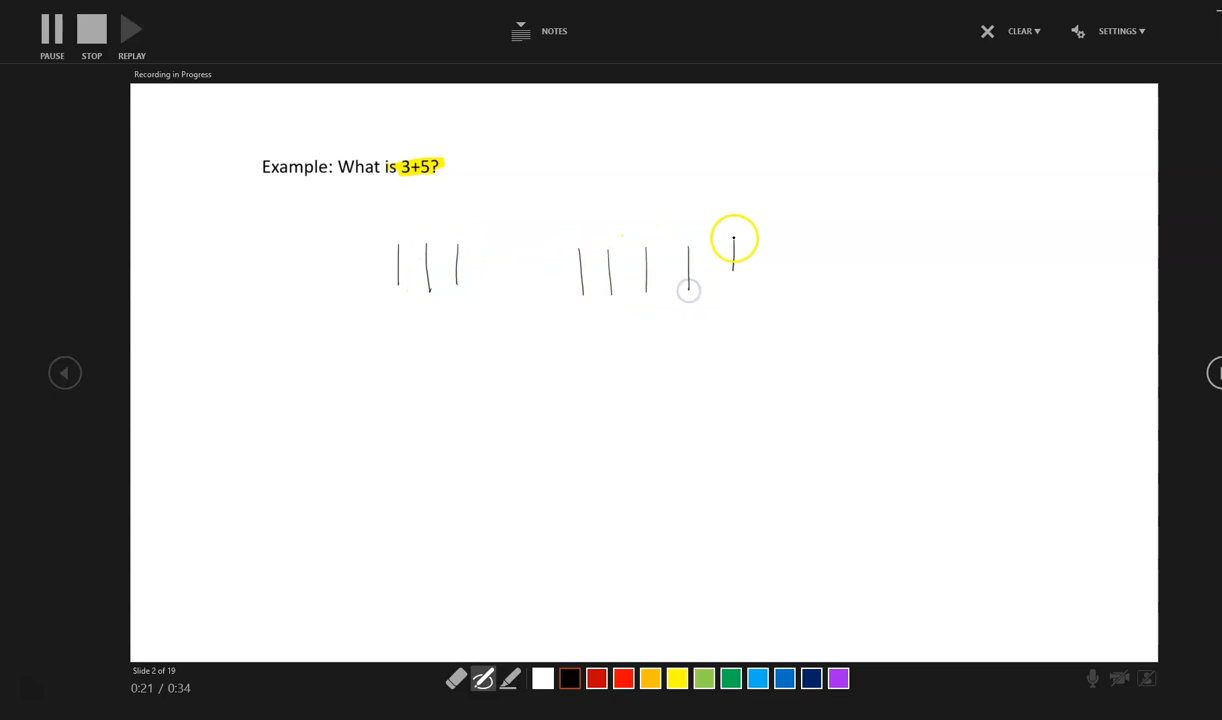 NOTES
CLEAR
SETTINGS
PAUSE STOP REPLAY
Recording in Progress
Example: What is 3+5?
Slide 2 of 19
0:21 / 0:34